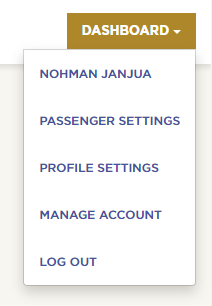 DASHBOARD
NOHMAN JANJUA
PASSENGER SETTINGS
PROFILE SETTINGS
MANAGE ACCOUNT
LOG OUT